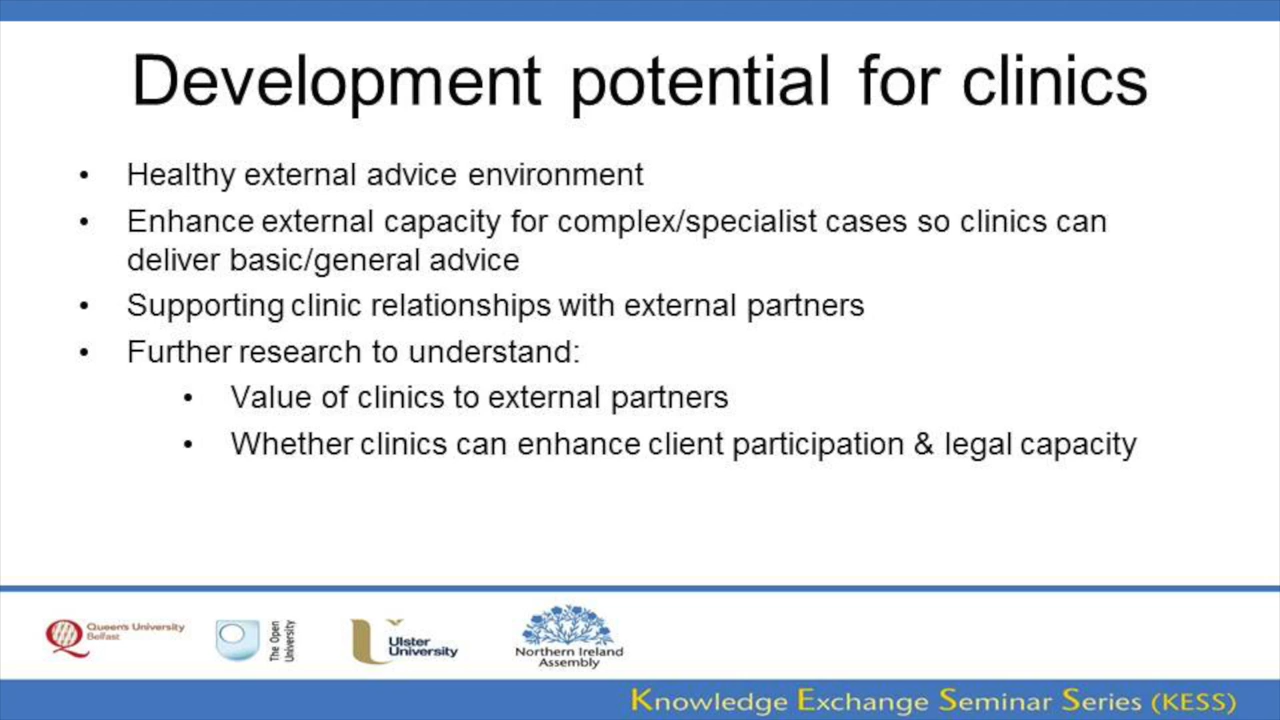 Development potential for clinics
• Healthy external advice environment
• Enhance external capacity for complex/specialist cases so clinics can
deliver basic/general advice
• Supporting clinic relationships with external partners
• Further research to understand:
• Value of clinics to external partners
• Whether clinics can enhance client participation & legal capacity
Queen's University
Belfast
The Open
University
Ulster
University
Northern Ireland
Assembly
Knowledge Exchange Seminar Series (KESS)